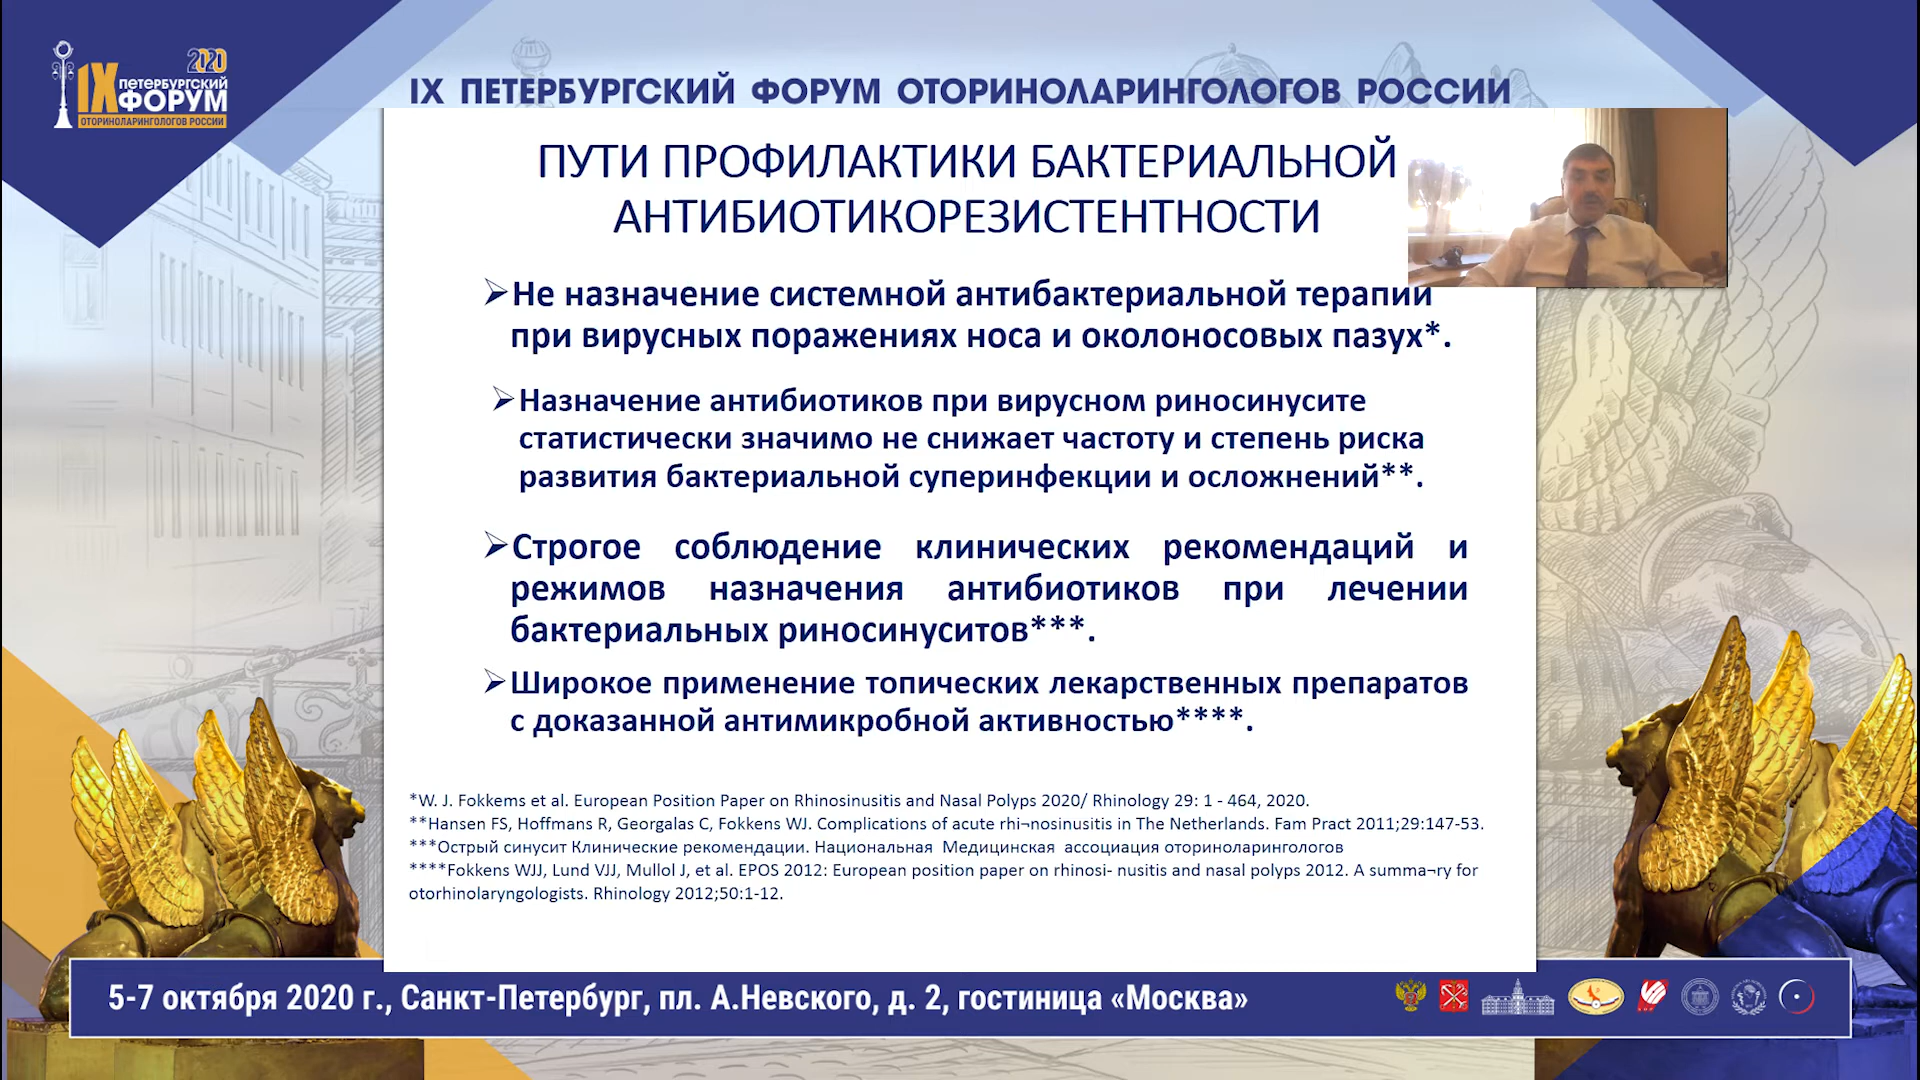 2020
IX ПЕТЕРБУРГСКИЙ
ФОРУМ
ОТОРИНОЛАРИНГОЛОГОВ РОССИИ
IX ПЕТЕРБУРГСКИЙ ФОРУМ ОТОРИНОЛАРИНГОЛОГОВ РОССИИ
ПУТИ ПРОФИЛАКТИКИ БАКТЕРИАЛЬНОЙ
АНТИБИОТИКОРЕЗИСТЕНТНОСТИ
➢Не назначение системной антибактериальной терапии
при вирусных поражениях носа и околоносовых пазух*.
➢Назначение антибиотиков при вирусном риносинусите
статистически значимо не снижает частоту и степень риска
развития бактериальной суперинфекции и осложнений**.
➢Строгое соблюдение клинических рекомендаций и
режимов назначения антибиотиков при лечении
бактериальных риносинуситов***.
➢Широкое применение топических лекарственных препаратов
с доказанной антимикробной активностью****.
*W. J. Fokkems et al. European Position Paper on Rhinosinusitis and Nasal Polyps 2020/ Rhinology 29: 1 - 464, 2020.
**Hansen FS, Hoffmans R, Georgalas C, Fokkens WJ. Complications of acute rhi¬nosinusitis in The Netherlands. Fam Pract 2011;29:147-53.
***Острый синусит Клинические рекомендации. Национальная Медицинская ассоциация оториноларингологов
****Fokkens WJJ, Lund VJJ, Mullol J, et al. EPOS 2012: European position paper on rhinosi- nusitis and nasal polyps 2012. A summa¬ry for
otorhinolaryngologists. Rhinology 2012;50:1-12.
5-7 октября 2020 г., Санкт-Петербург, пл. А.Невского, д. 2, гостиница «Москва»